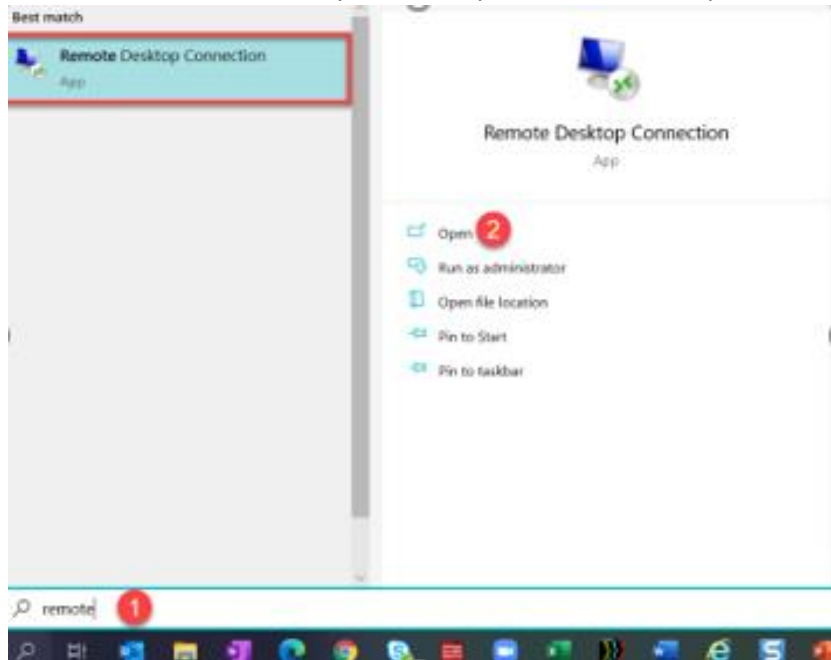 Best match
Remote Desktop Connection
App
Remote Desktop Connection
App
Open
2
Run as administrator
Open file location
Pin to Start
Pin to taskbar
remote
1